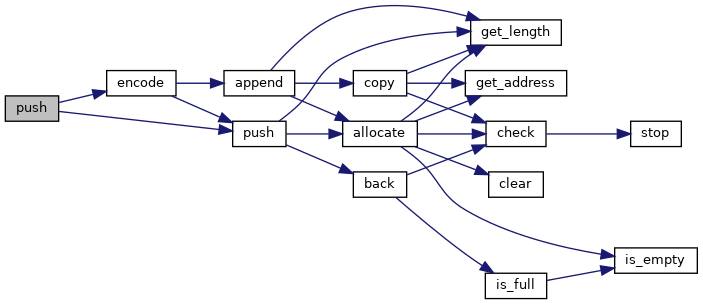 push
encode
append
push
copy
allocate
back
get_length
get_address
check
clear
is_full
stop
is_empty